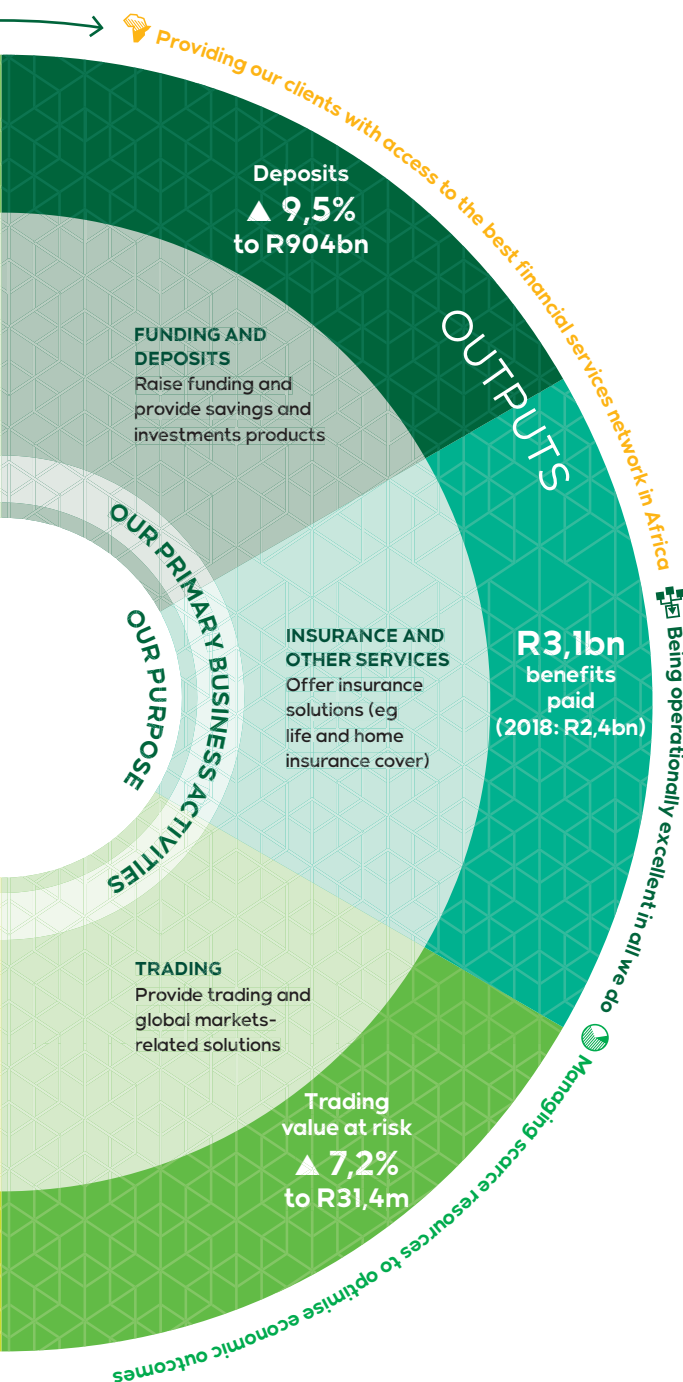 Providing our clients with access to the best financial services network in Africa
Deposits
▲ 9,5%
to R904bn
OUTPUTS
FUNDING AND
DEPOSITS
Raise funding and
provide savings and
investments products
OUR PRIMARY BUSINESS ACTIVITIES
OUR PURPOSE
INSURANCE AND
OTHER SERVICES
Offer insurance
solutions (eg
life and home
insurance cover)
R3,1bn
benefits
paid
(2018: R2,4bn)
Being operationally excellent in all we do
TRADING
Provide trading and
global markets-
related solutions
Trading
value at risk
▲ 7,2%
to R31,4m
Managing scarce resources to optimise economic outcomes